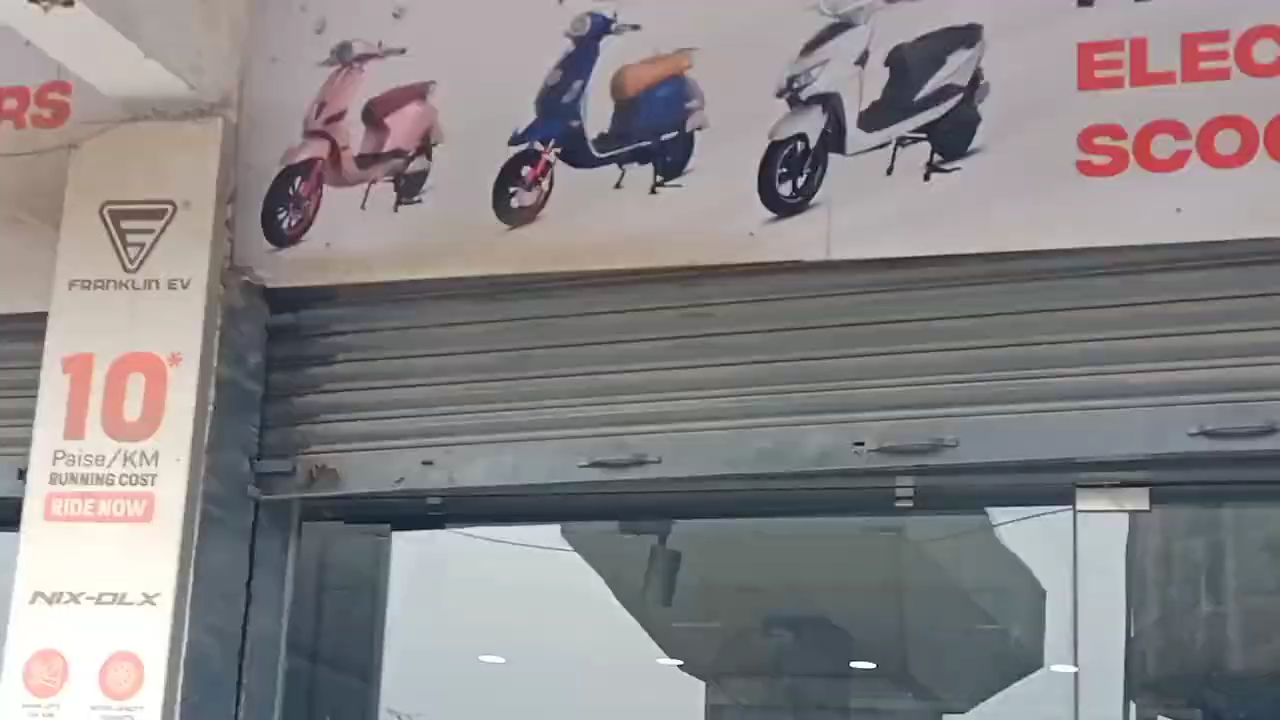 RS
ELEC
SCOO
FRANKLIN EV
10*
Paise/KM
RUNNING COST
RIDE NOW
NIX-DLX